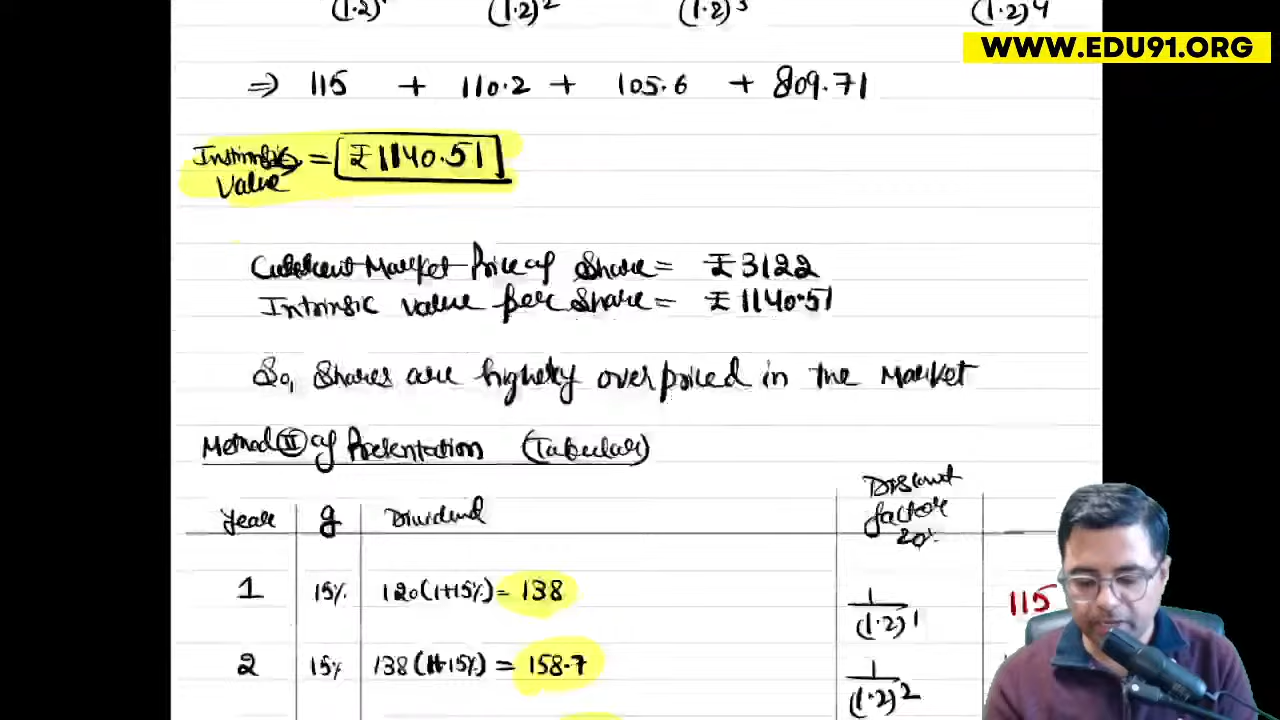 (1.2)¹ (1.2)² (1.2)³ (1.2)4
WWW.EDU91.ORG
⇒ 115 + 110.2 + 105.6 + 809.71
Value = ₹1140.51
Current Market Price of Share = ₹3122
Intrinsic value per Share = ₹1140.51
So, Shares are highly overpriced in the Market
Method II of Presentation (Tabular)
Year g Dividend Discount factor 20%
1 15% 120(1+15%) = 138 1/(1.2)1 115
2 15% 138(1+15%) = 158.7 1/(1.2)2